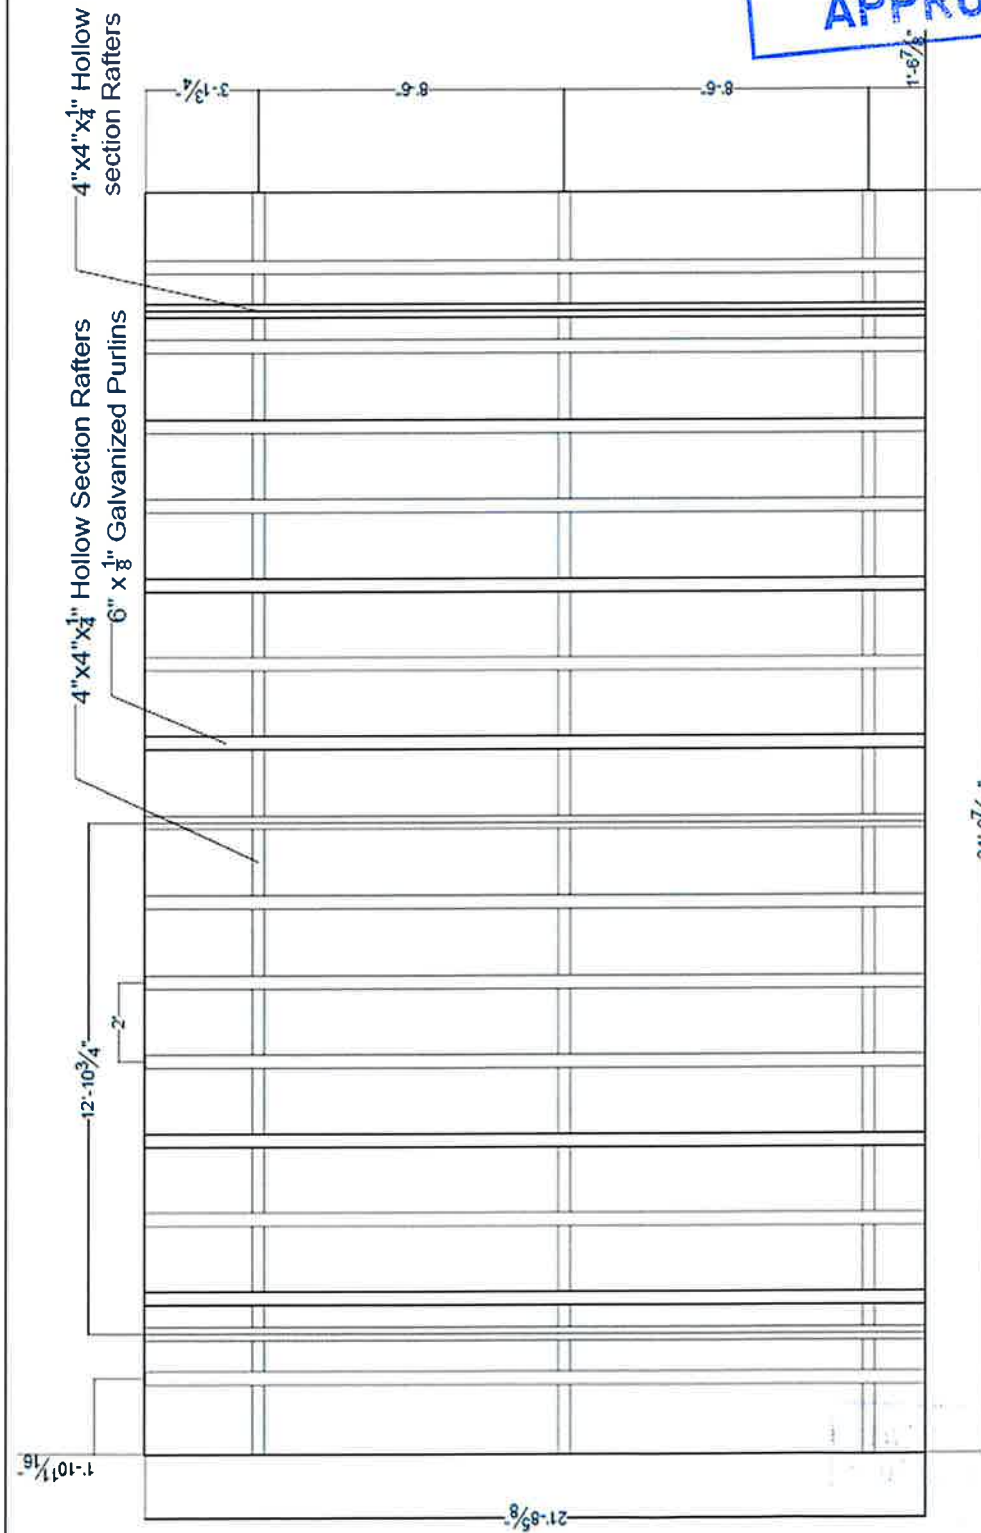 4"x4"x1/4" Hollow
section Rafters
4"x4"x1/4" Hollow Section Rafters
6" x 1/8" Galvanized Purlins
3'-1 3/4"
8'-6"
8'-6"
1'-6 7/8"
12'-10 3/4"
2'
1'-10 11/16"
21'-8 5/8"